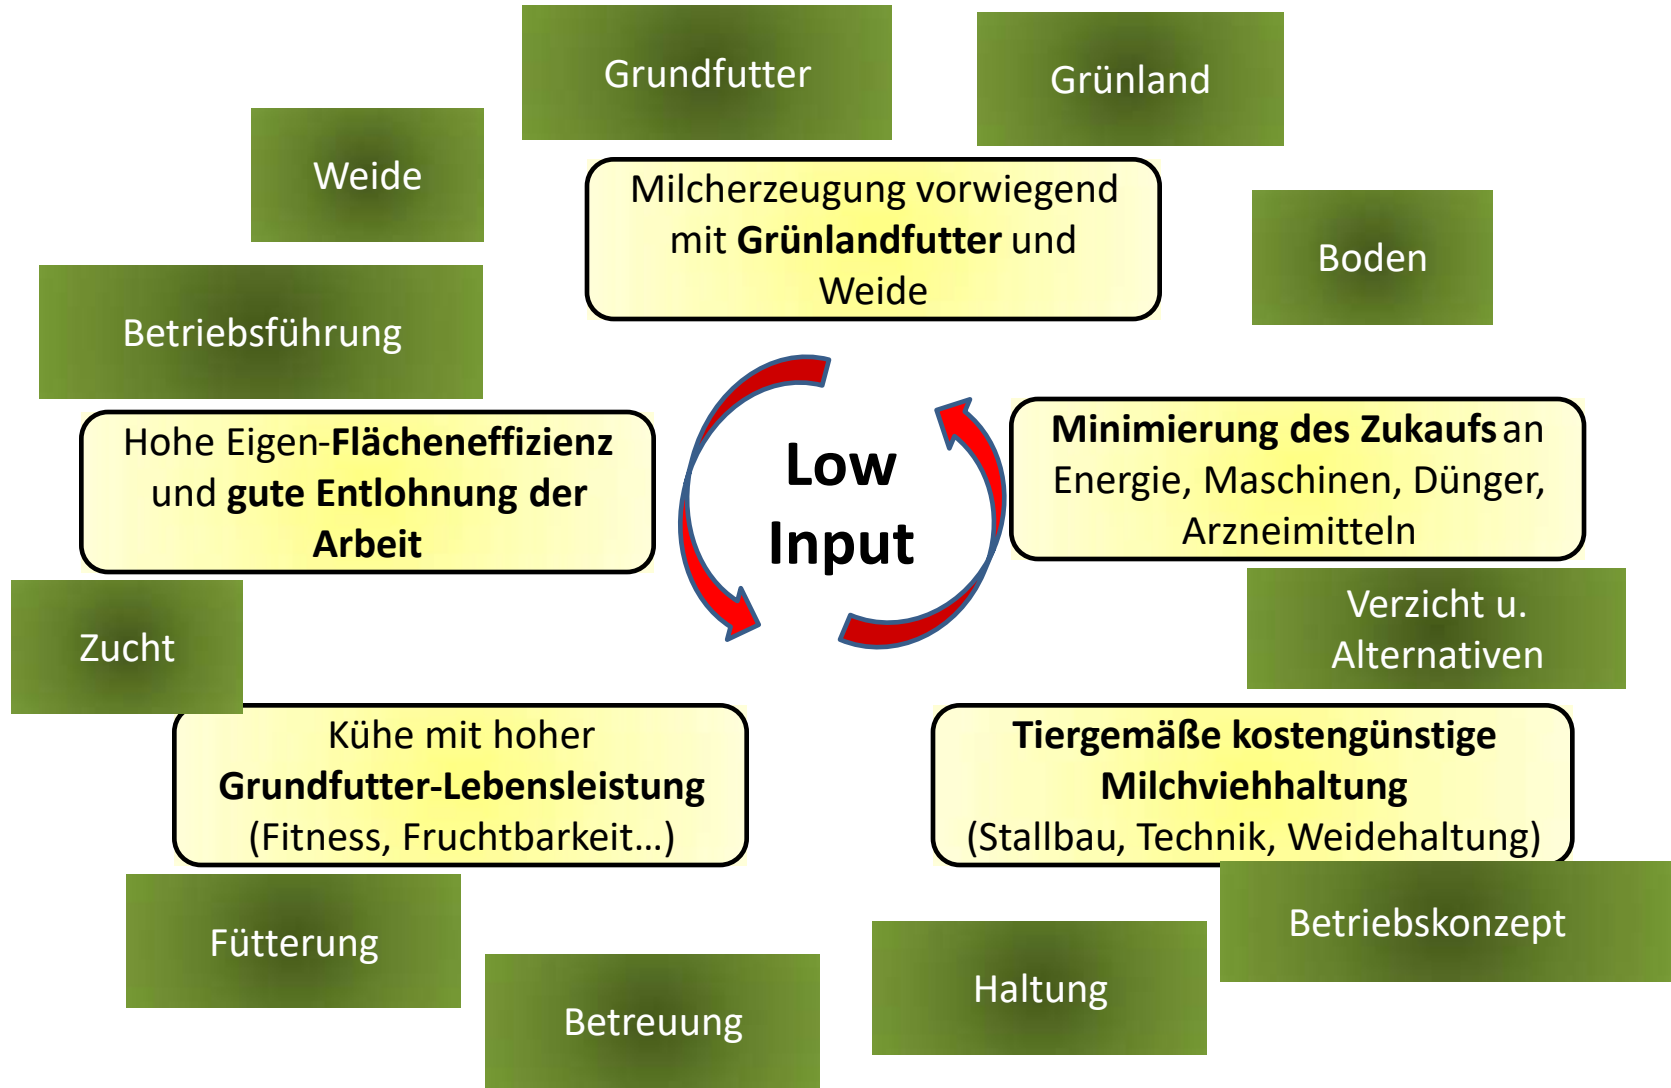 Grundfutter
Grünland
Weide
Milcherzeugung vorwiegend
mit Grünlandfutter und
Weide
Boden
Betriebsführung
Hohe Eigen-Flächeneffizienz
und gute Entlohnung der
Arbeit
Low
Input
Minimierung des Zukaufs an
Energie, Maschinen, Dünger,
Arzneimitteln
Verzicht u.
Alternativen
Zucht
Kühe mit hoher
Grundfutter-Lebensleistung
(Fitness, Fruchtbarkeit...)
Tiergemäße kostengünstige
Milchviehhaltung
(Stallbau, Technik, Weidehaltung)
Betriebskonzept
Fütterung
Haltung
Betreuung